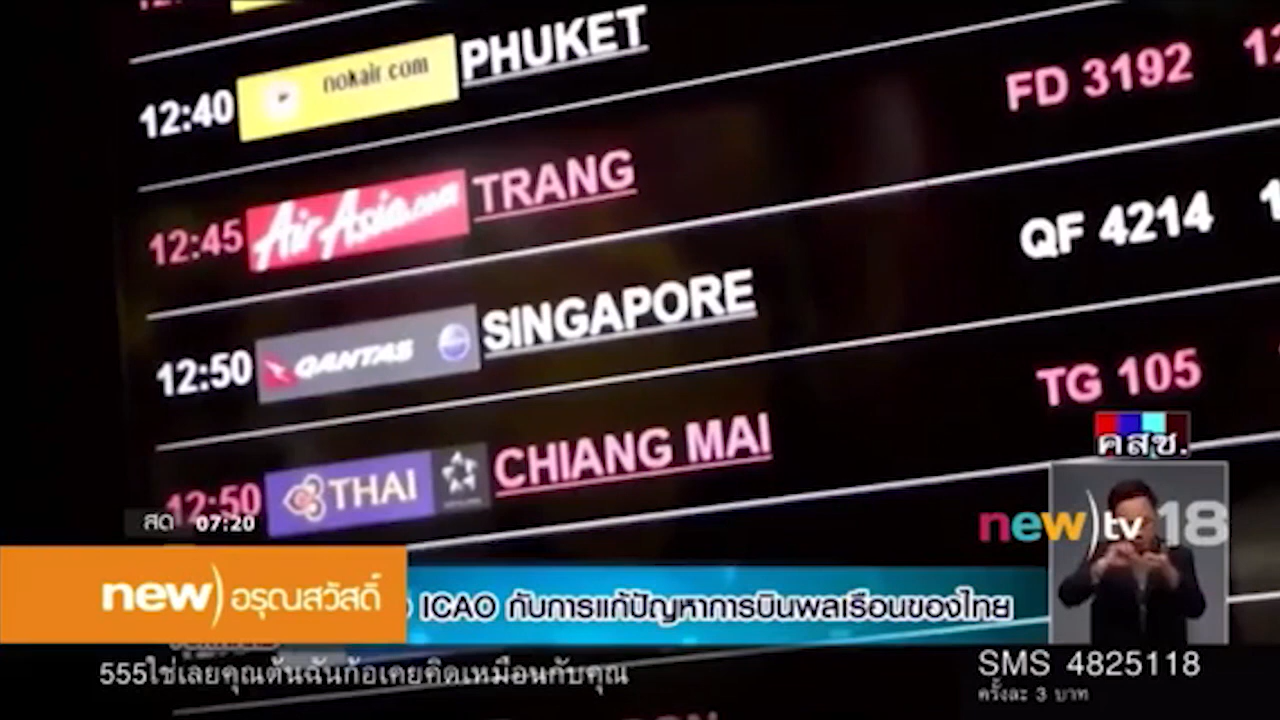 12:40 nokair.com PHUKET
FD 3192
12:45 AirAsia.com TRANG
QF 4214
12:50 QANTAS SINGAPORE
TG 105
คสช.
12:50 THAI CHIANG MAI
สด 07:20
new)tv 18
new)อรุณสวัสดิ์
ICAO กับการแก้ปัญหาการบินพลเรือนของไทย
555ใช่เลยคุณต้นฉันก้อเคยคิดเหมือนกับคุณ
SMS 4825118
ครั้งละ 3 บาท